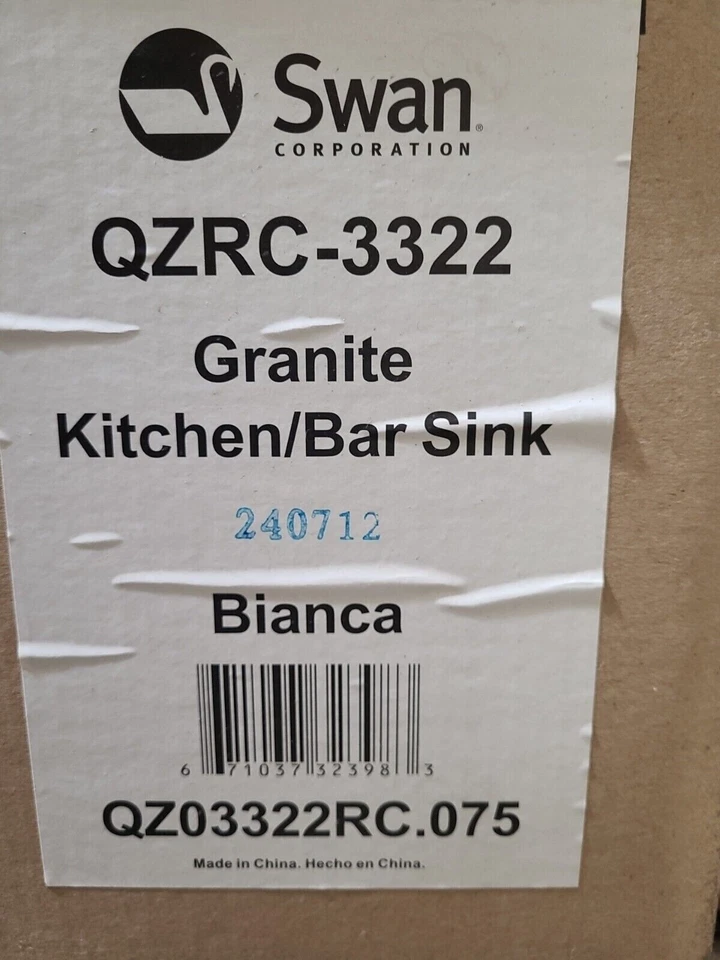 Swan®
CORPORATION
QZRC-3322
Granite
Kitchen/Bar Sink
240712
Bianca
6 71037 32398 3
QZ03322RC.075
Made in China. Hecho en China.